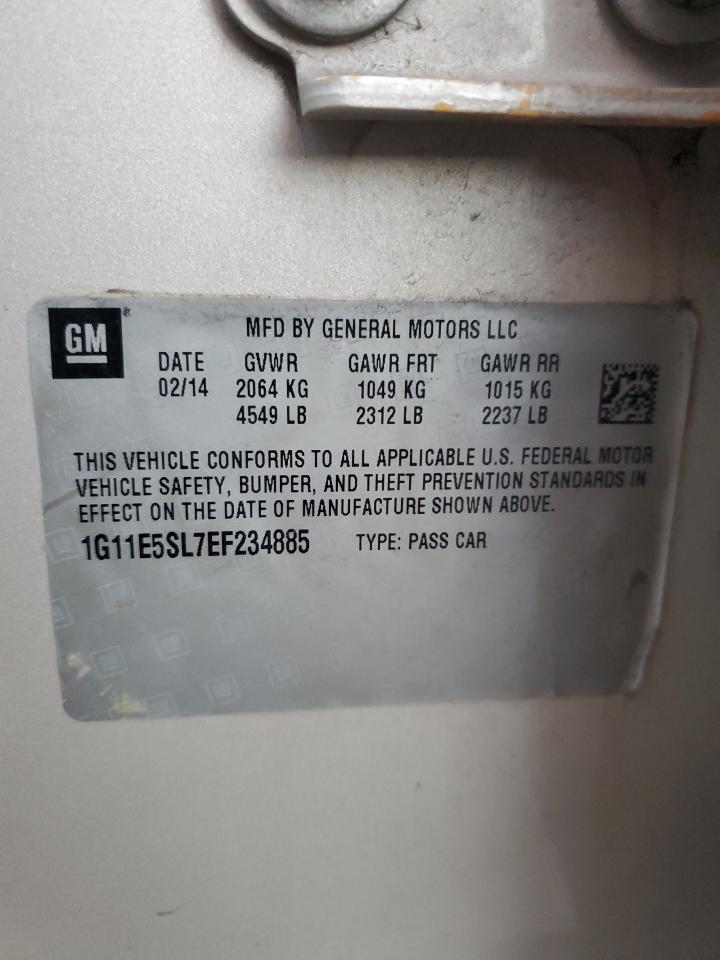 GM ®
MFD BY GENERAL MOTORS LLC
DATE GVWR GAWR FRT GAWR RR
02/14 2064 KG 1049 KG 1015 KG
4549 LB 2312 LB 2237 LB
THIS VEHICLE CONFORMS TO ALL APPLICABLE U.S. FEDERAL MOTOR
VEHICLE SAFETY, BUMPER, AND THEFT PREVENTION STANDARDS IN
EFFECT ON THE DATE OF MANUFACTURE SHOWN ABOVE.
1G11E5SL7EF234885 TYPE: PASS CAR